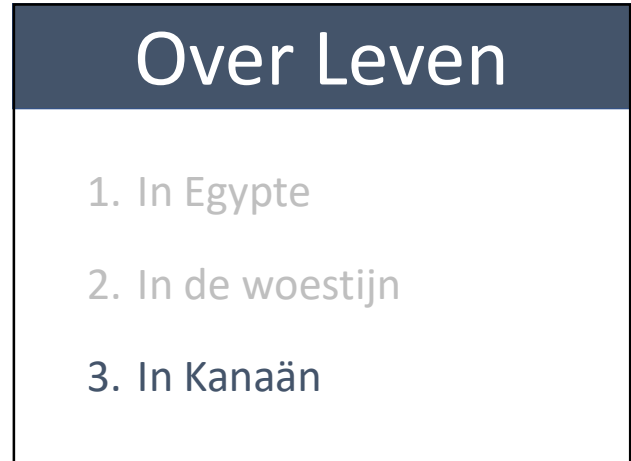 Over Leven
1. In Egypte
2. In de woestijn
3. In Kanaän